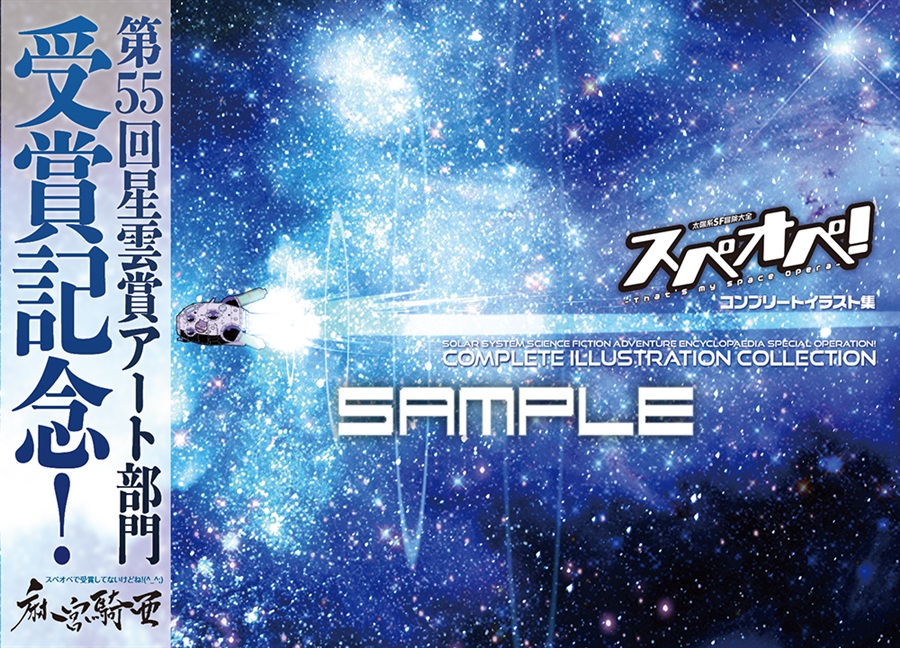 第55回星雲賞アート部門
受賞記念!
スペオペで受賞してないけどね!(^_^;)
麻宮騎亜
太陽系SF冒険大全
スペオペ!
-That's my space opera-
コンプリートイラスト集
SOLAR SYSTEM SCIENCE FICTION ADVENTURE ENCYCLOPAEDIA SPECIAL OPERATION!
COMPLETE ILLUSTRATION COLLECTION
SAMPLE